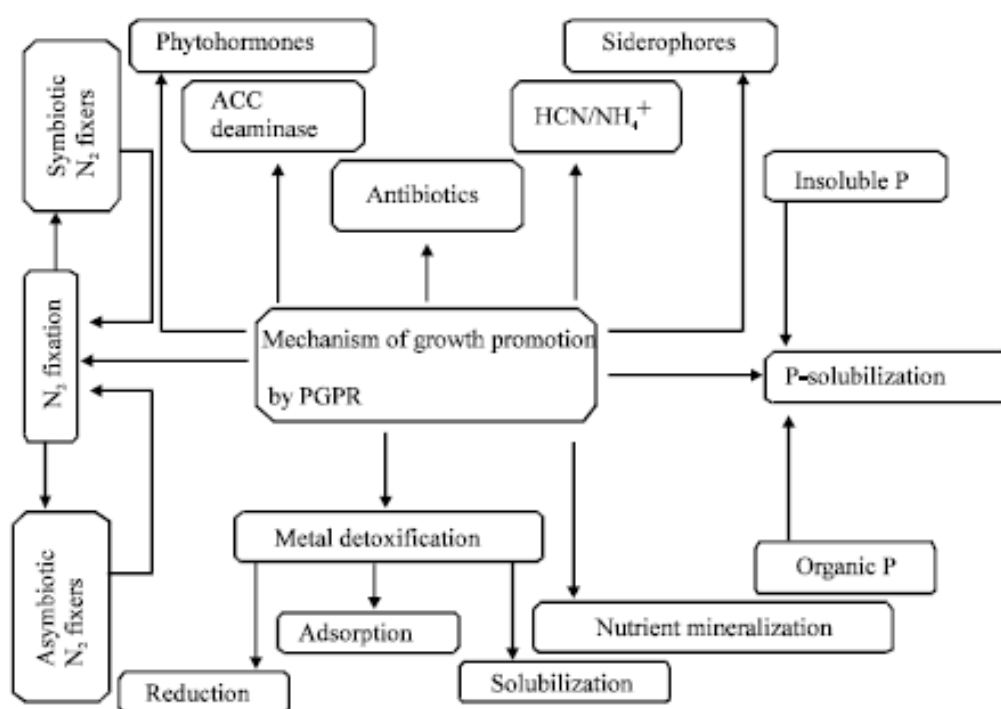 Phytohormones
Siderophores
Symbiotic
N₂ fixers
ACC
deaminase
HCN/NH₄⁺
Antibiotics
Insoluble P
N₂ fixation
Mechanism of growth promotion
by PGPR
P-solubilization
Metal detoxification
Asymbiotic
N₂ fixers
Organic P
Adsorption
Nutrient mineralization
Reduction
Solubilization